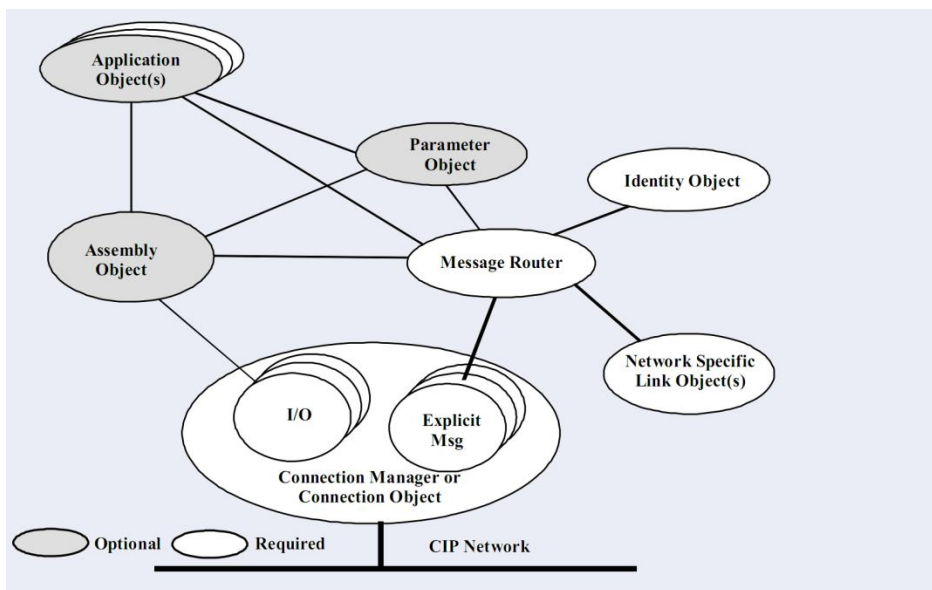 Application
Object(s)
Parameter
Object
Identity Object
Assembly
Object
Message Router
Network Specific
Link Object(s)
I/O
Explicit
Msg
Connection Manager or
Connection Object
Optional
Required
CIP Network